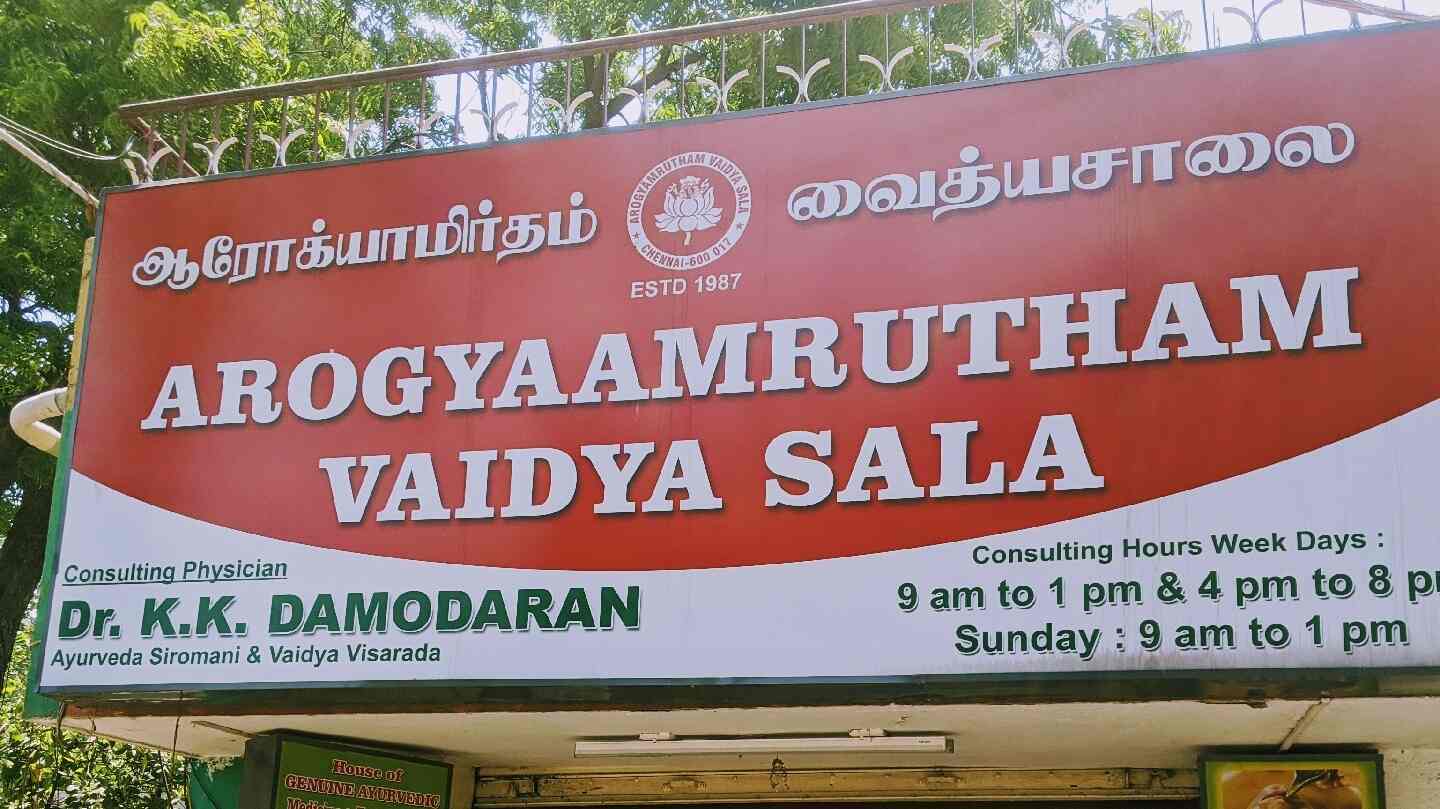 ஆரோக்யாமிர்தம் வைத்யசாலை
AROGYAMRUTHAM VAIDYA SALA
★ CHENNAI-600 017 ★
ESTD 1987
AROGYAAMRUTHAM
VAIDYA SALA
Consulting Physician
Dr. K.K. DAMODARAN
Ayurveda Siromani & Vaidya Visarada
Consulting Hours Week Days :
9 am to 1 pm & 4 pm to 8
Sunday : 9 am to 1 pm
House of
GENUINE AYURVEDIC